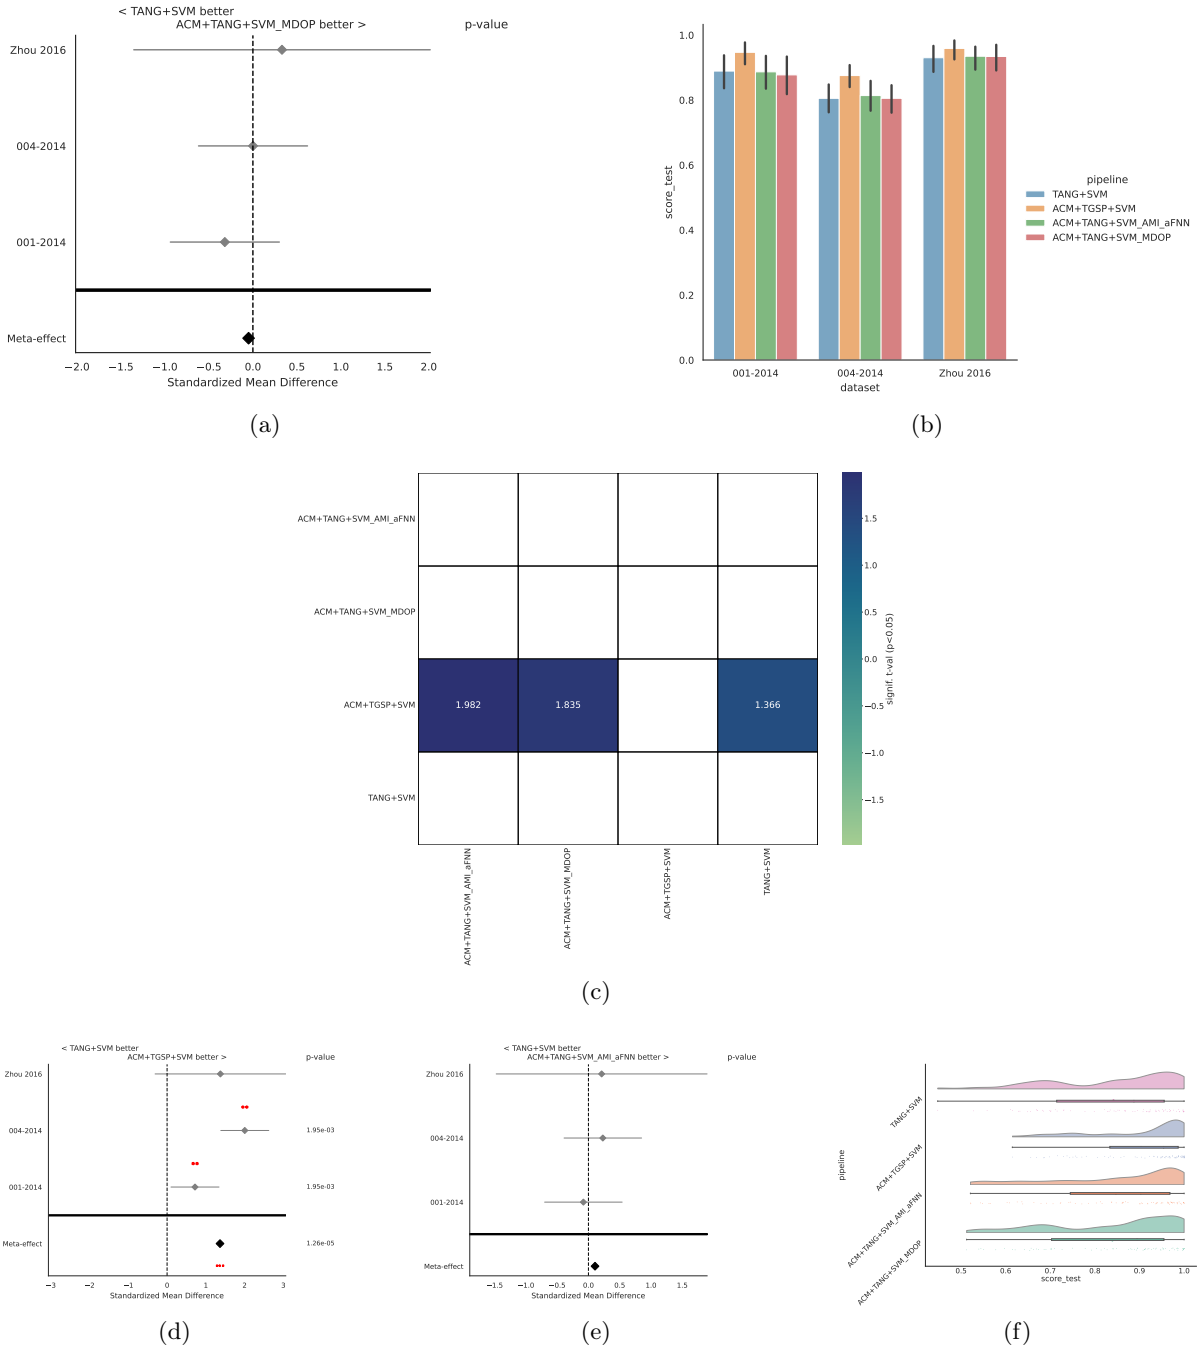 < TANG+SVM better
ACM+TANG+SVM_MDOP better >
p-value
Zhou 2016
004-2014
001-2014
Meta-effect
−2.0 −1.5 −1.0 −0.5 0.0 0.5 1.0 1.5 2.0
Standardized Mean Difference
(a)
1.0
0.8
0.6
0.4
0.2
0.0
score_test
001-2014 004-2014 Zhou 2016
dataset
pipeline
TANG+SVM
ACM+TGSP+SVM
ACM+TANG+SVM_AMI_aFNN
ACM+TANG+SVM_MDOP
(b)
ACM+TANG+SVM_AMI_aFNN
ACM+TANG+SVM_MDOP
ACM+TGSP+SVM
TANG+SVM
1.982 1.835 1.366
ACM+TANG+SVM_AMI_aFNN
ACM+TANG+SVM_MDOP
ACM+TGSP+SVM
TANG+SVM
1.5
1.0
0.5
0.0
−0.5
−1.0
−1.5
signif. t-val (p<0.05)
(c)
< TANG+SVM better
ACM+TGSP+SVM better >
p-value
Zhou 2016
004-2014
1.95e-03
001-2014
1.95e-03
Meta-effect
1.26e-05
−3 −2 −1 0 1 2 3
Standardized Mean Difference
(d)
< TANG+SVM better
ACM+TANG+SVM_AMI_aFNN better >
p-value
Zhou 2016
004-2014
001-2014
Meta-effect
−1.5 −1.0 −0.5 0.0 0.5 1.0 1.5
Standardized Mean Difference
(e)
pipeline
TANG+SVM
ACM+TGSP+SVM
ACM+TANG+SVM_AMI_aFNN
ACM+TANG+SVM_MDOP
0.5 0.6 0.7 0.8 0.9 1.0
score_test
(f)